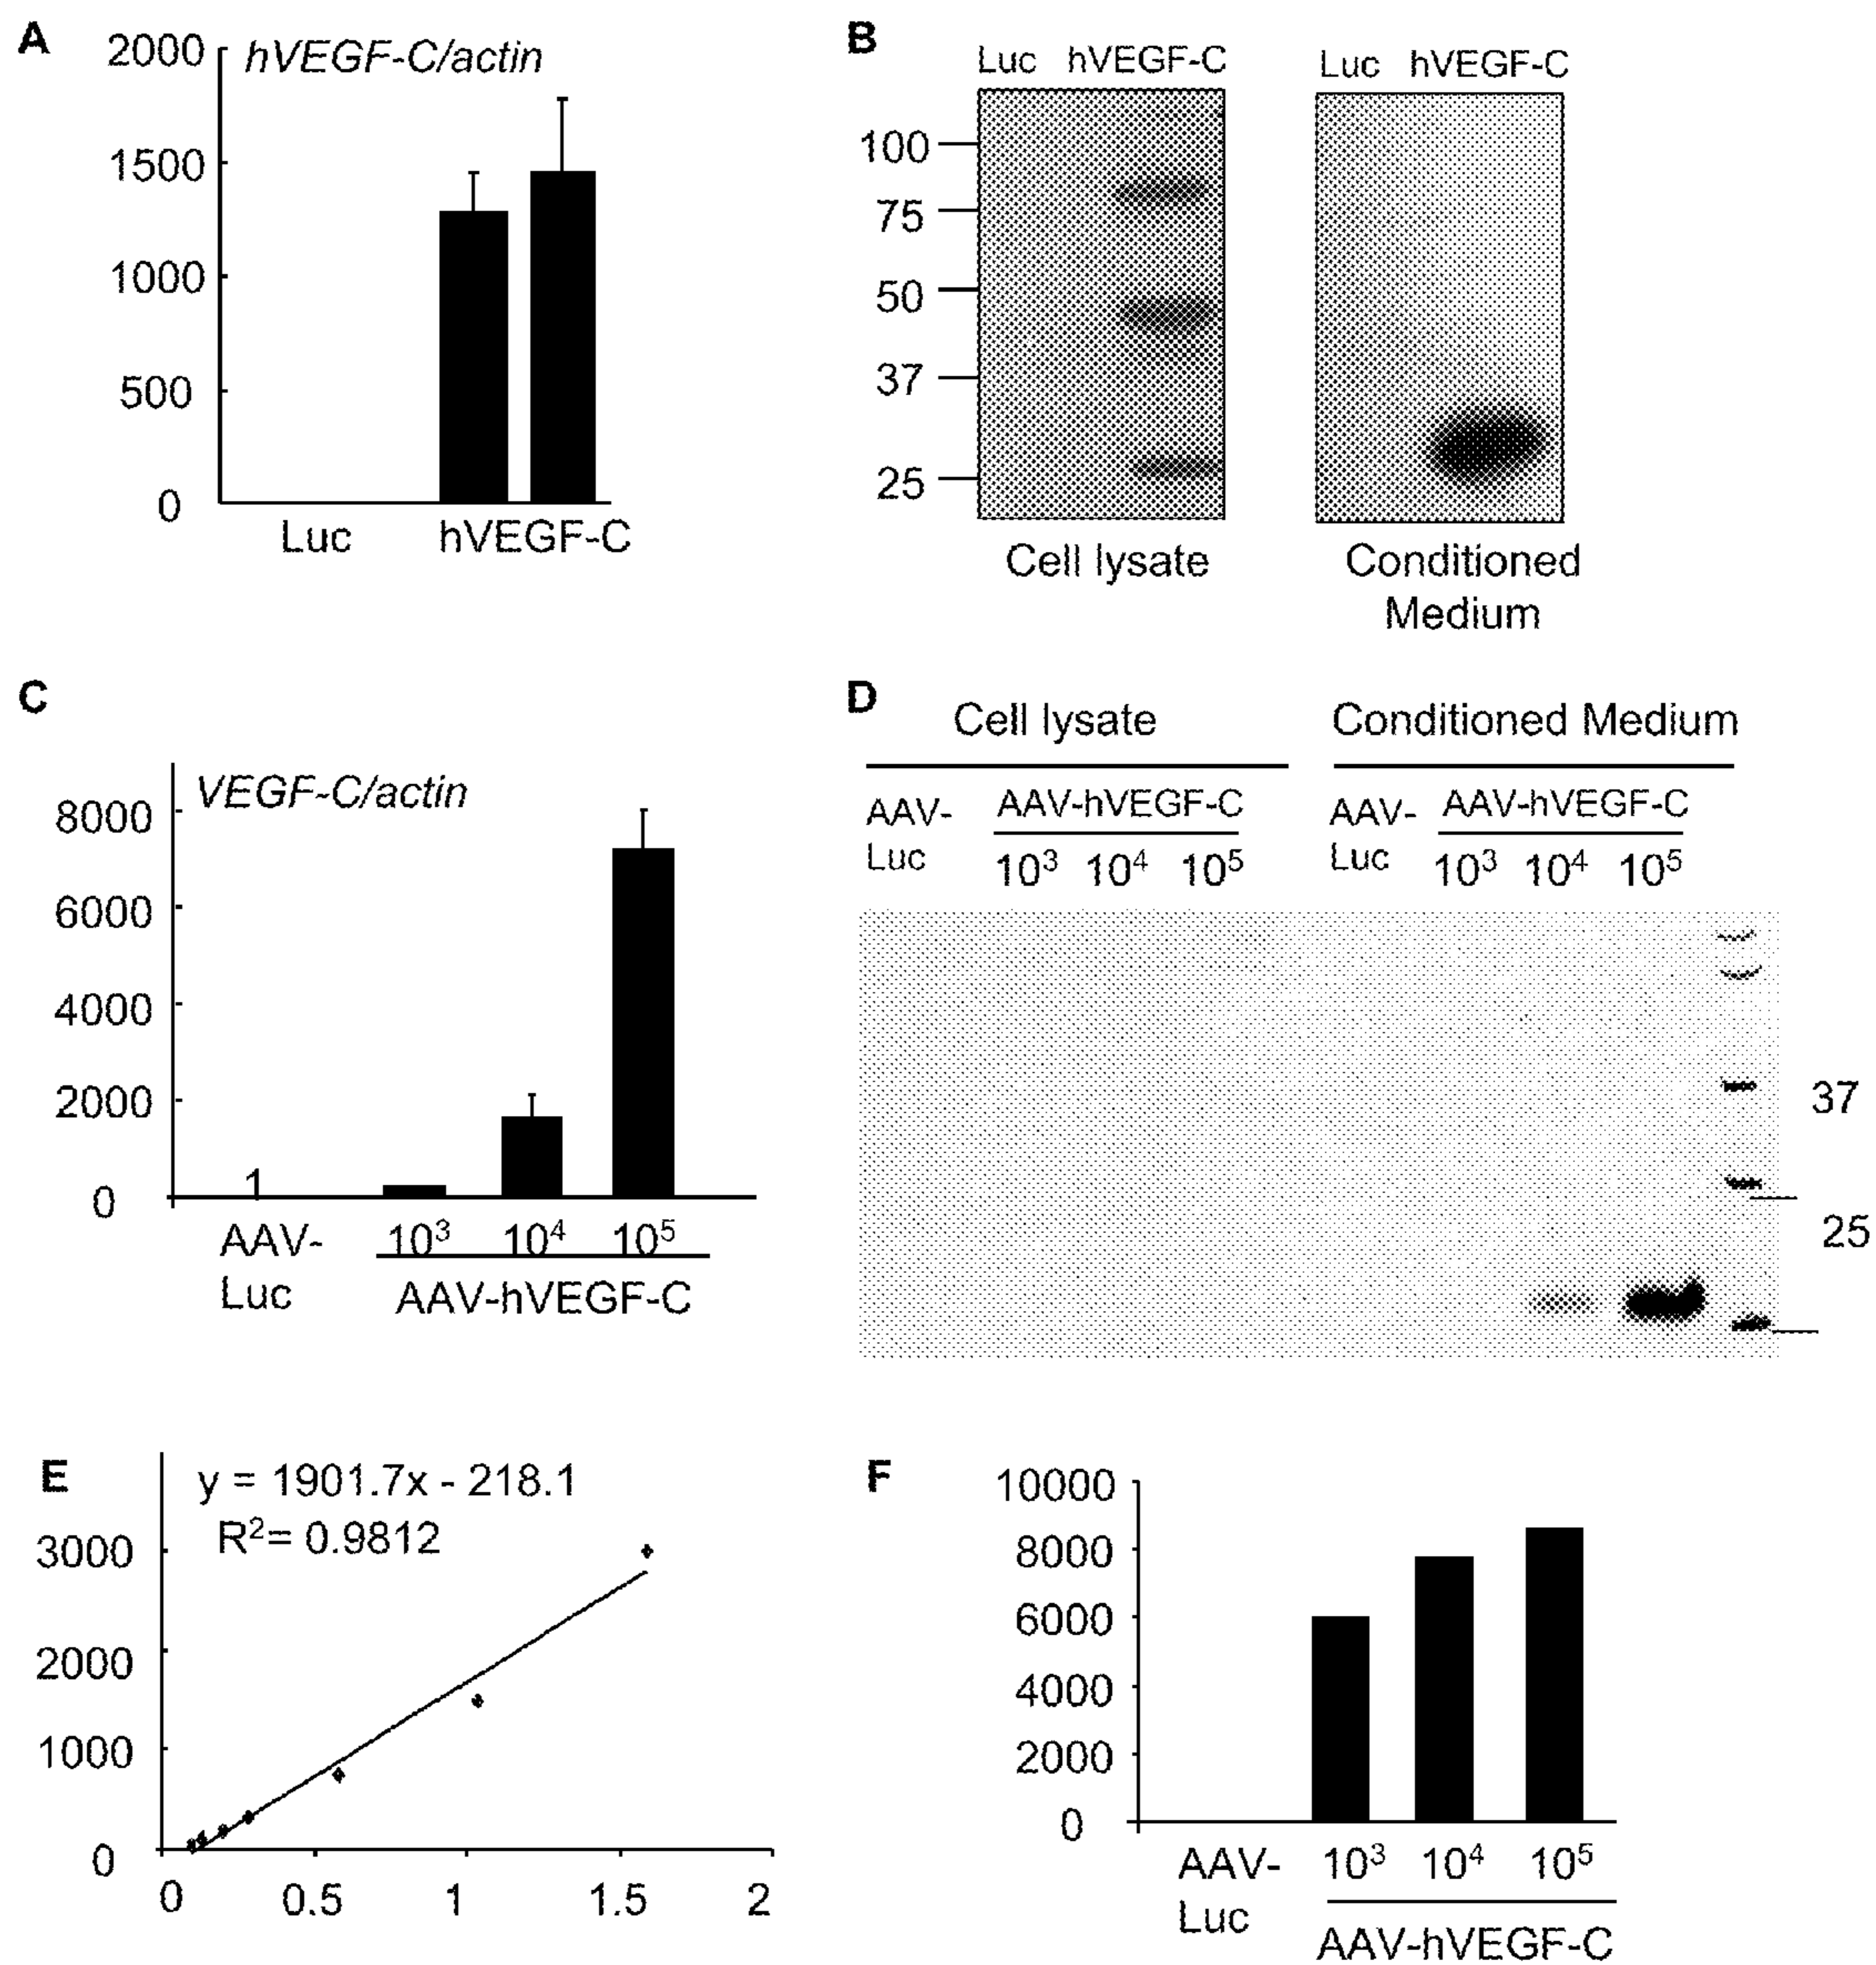 A
hVEGF-C/actin
2000
1500
1000
500
0
Luc hVEGF-C
B
Luc hVEGF-C
Luc hVEGF-C
100
75
50
37
25
Cell lysate
Conditioned
Medium
C
VEGF-C/actin
8000
6000
4000
2000
0
1
AAV-
Luc
10³ 10⁴ 10⁵
AAV-hVEGF-C
D
Cell lysate
Conditioned Medium
AAV-
Luc
AAV-hVEGF-C
10³ 10⁴ 10⁵
AAV-
Luc
AAV-hVEGF-C
10³ 10⁴ 10⁵
37
25
E
y = 1901.7x - 218.1
R²= 0.9812
3000
2000
1000
0
0 0.5 1 1.5 2
F
10000
8000
6000
4000
2000
0
AAV-
Luc
10³ 10⁴ 10⁵
AAV-hVEGF-C